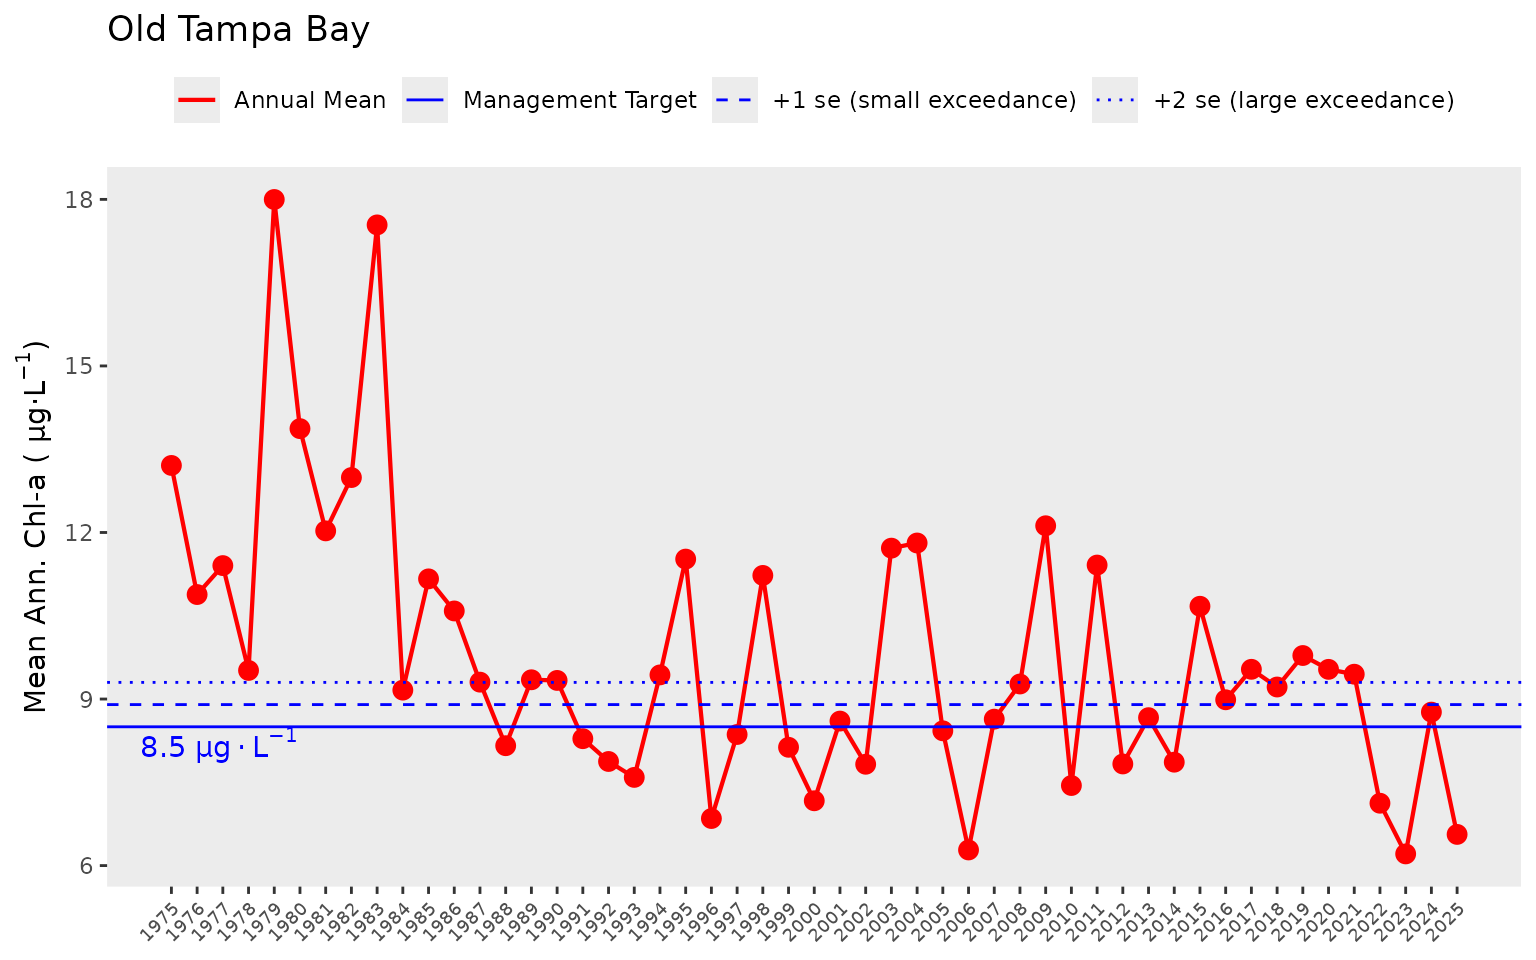 Old Tampa Bay
Annual Mean Management Target +1 se (small exceedance) +2 se (large exceedance)
Mean Ann. Chl-a ( µg·L⁻¹)
18
15
12
9
6
8.5 µg·L⁻¹
1975 1976 1977 1978 1979 1980 1981 1982 1983 1984 1985 1986 1987 1988 1989 1990 1991 1992 1993 1994 1995 1996 1997 1998 1999 2000 2001 2002 2003 2004 2005 2006 2007 2008 2009 2010 2011 2012 2013 2014 2015 2016 2017 2018 2019 2020 2021 2022 2023 2024 2025